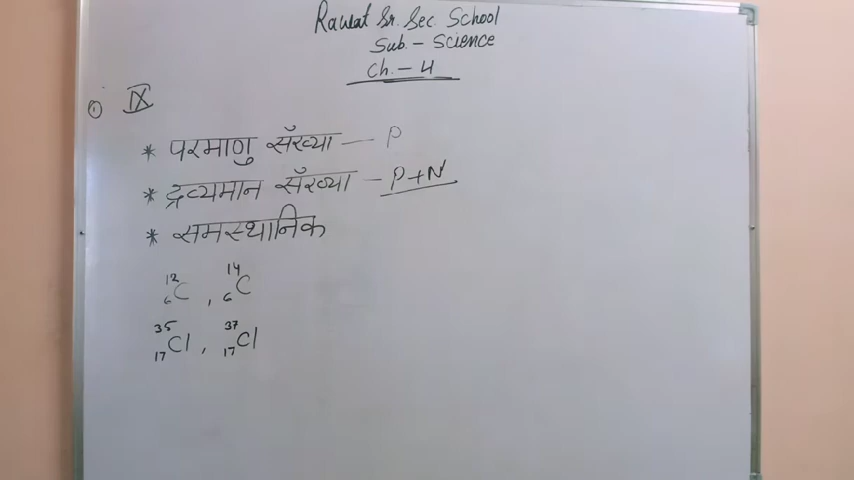 Rawat Sr. Sec. School
Sub. - Science
Ch. - 4
① IX
* परमाणु सँख्या — P
* द्रव्यमान सँख्या — P+N
* समस्थानिक
¹²₆C , ¹⁴₆C
³⁵₁₇Cl , ³⁷₁₇Cl